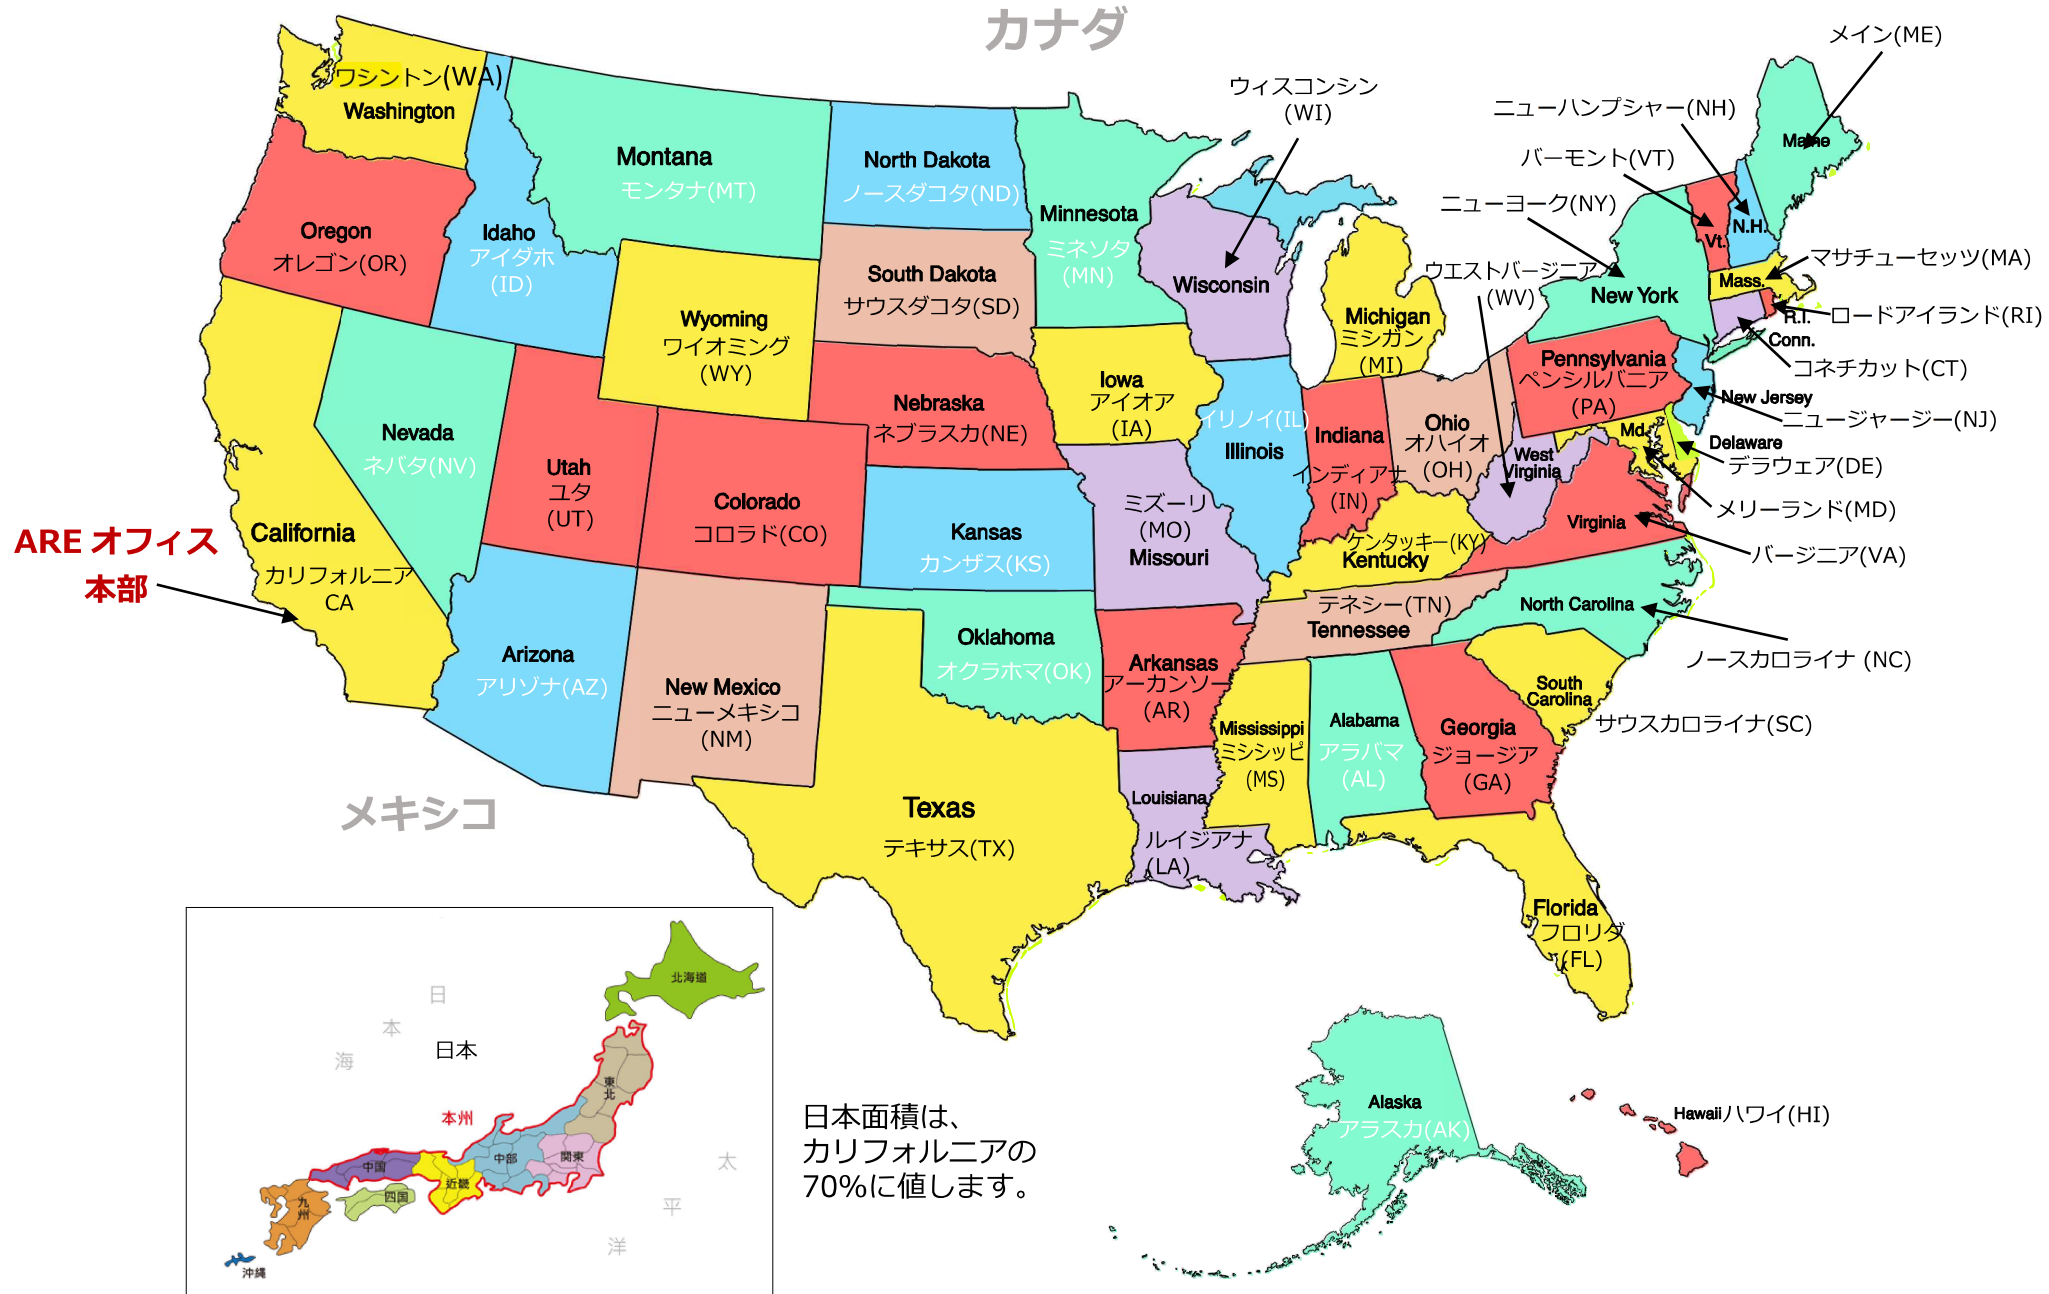 カナダ
メイン(ME)
ワシントン(WA)
Washington
ウィスコンシン
(WI)
ニューハンプシャー(NH)
Maine
バーモント(VT)
Montana
モンタナ(MT)
North Dakota
ノースダコタ(ND)
ニューヨーク(NY)
Minnesota
ミネソタ
(MN)
Oregon
オレゴン(OR)
Idaho
アイダホ
(ID)
Vt.
N.H.
South Dakota
サウスダコタ(SD)
Wisconsin
ウエストバージニア
(WV)
マサチューセッツ(MA)
Mass.
New York
Wyoming
ワイオミング
(WY)
Michigan
ミシガン
(MI)
R.I.
ロードアイランド(RI)
Conn.
コネチカット(CT)
Pennsylvania
ペンシルバニア
(PA)
Iowa
アイオア
(IA)
Nebraska
ネブラスカ(NE)
New Jersey
ニュージャージー(NJ)
イリノイ(IL)
Illinois
Indiana
インディアナ
(IN)
Ohio
オハイオ
(OH)
Md.
Delaware
デラウェア(DE)
Nevada
ネバタ(NV)
Utah
ユタ
(UT)
Colorado
コロラド(CO)
West
Virginia
ミズーリ
(MO)
Missouri
メリーランド(MD)
Virginia
バージニア(VA)
California
カリフォルニア
CA
ARE オフィス
本部
Kansas
カンザス(KS)
ケンタッキー(KY)
Kentucky
テネシー(TN)
Tennessee
North Carolina
ノースカロライナ (NC)
Arizona
アリゾナ(AZ)
New Mexico
ニューメキシコ
(NM)
Oklahoma
オクラホマ(OK)
Arkansas
アーカンソー
(AR)
South
Carolina
サウスカロライナ(SC)
Mississippi
ミシシッピ
(MS)
Alabama
アラバマ
(AL)
Georgia
ジョージア
(GA)
メキシコ
Texas
テキサス(TX)
Louisiana
ルイジアナ
(LA)
Florida
フロリダ
(FL)
北海道
日
本
海
日本
東
北
本州
中国
中部
関東
近畿
四国
九
州
沖縄
太
平
洋
日本面積は、
カリフォルニアの
70%に値します。
Alaska
アラスカ(AK)
Hawaiiハワイ(HI)